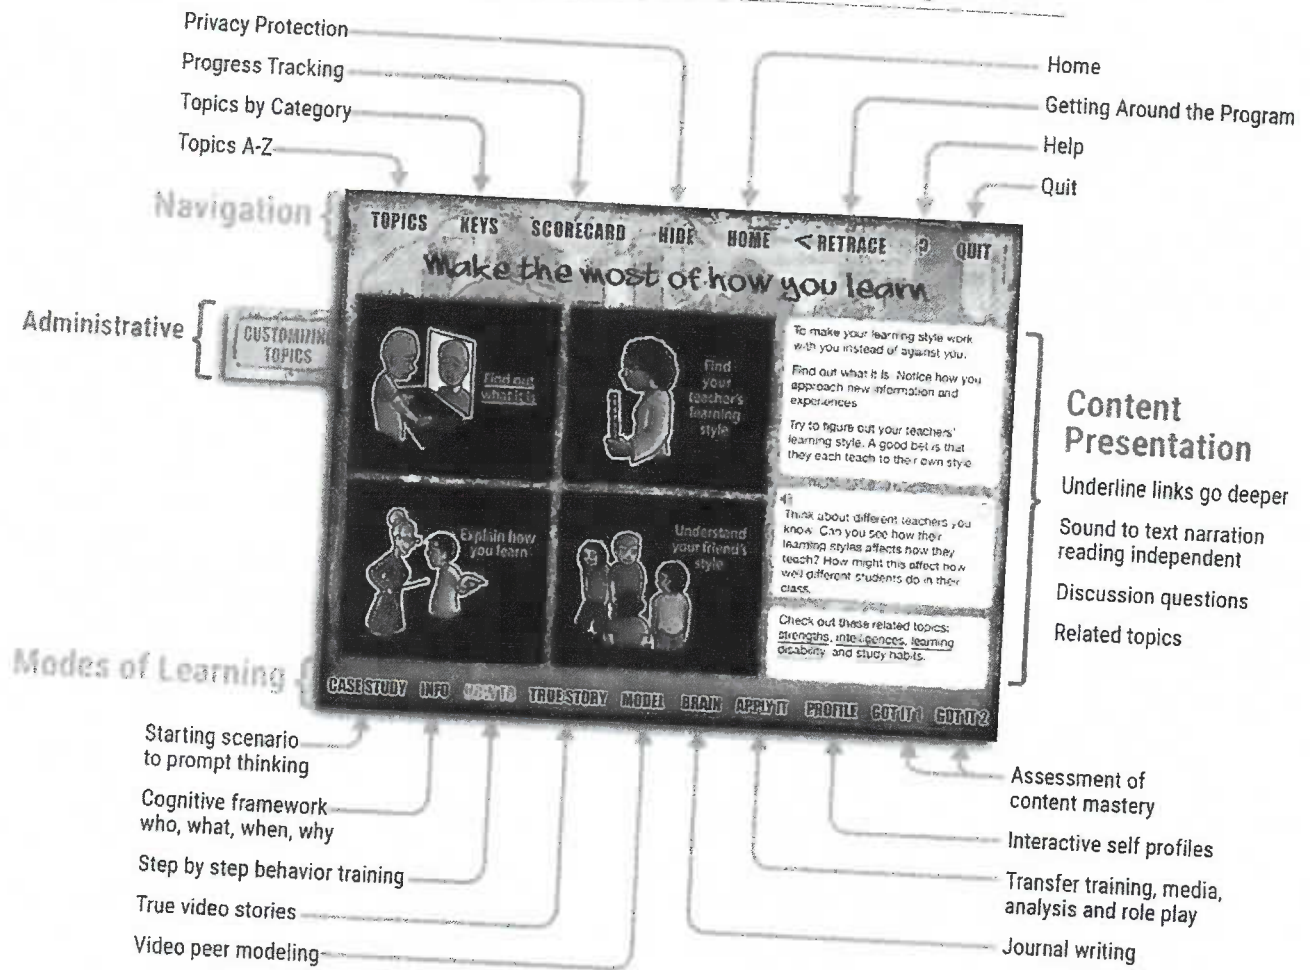 Privacy Protection
Progress Tracking
Topics by Category
Topics A-Z
Home
Getting Around the Program
Help
Quit
Navigation
TOPICS KEYS SCORECARD HIDE HOME < RETRACE QUIT
Make the most of how you learn
Administrative
CUSTOMIZING
TOPICS
Find out
what it is
Find
your
teacher's
learning
style
Explain how
you learn
Understand
your friend's
style
To make your learning style work
with you instead of against you.
Find out what it is. Notice how you
approach new information and
experiences
Try to figure out your teachers'
learning style. A good bet is that
they each teach to their own style
Think about different teachers you
know. Can you see how their
learning styles affects how they
teach? How might this affect how
well different students do in their
class.
Check out these related topics:
strengths, intelligences, learning
disability and study habits.
Content
Presentation
Underline links go deeper
Sound to text narration
reading independent
Discussion questions
Related topics
Modes of Learning
CASE STUDY INFO HOW TO TRUE STORY MODEL BRAIN APPLY IT PROFILE GOT IT 1 GOT IT 2
Starting scenario
to prompt thinking
Cognitive framework
who, what, when, why
Step by step behavior training
True video stories
Video peer modeling
Assessment of
content mastery
Interactive self profiles
Transfer training, media,
analysis and role play
Journal writing